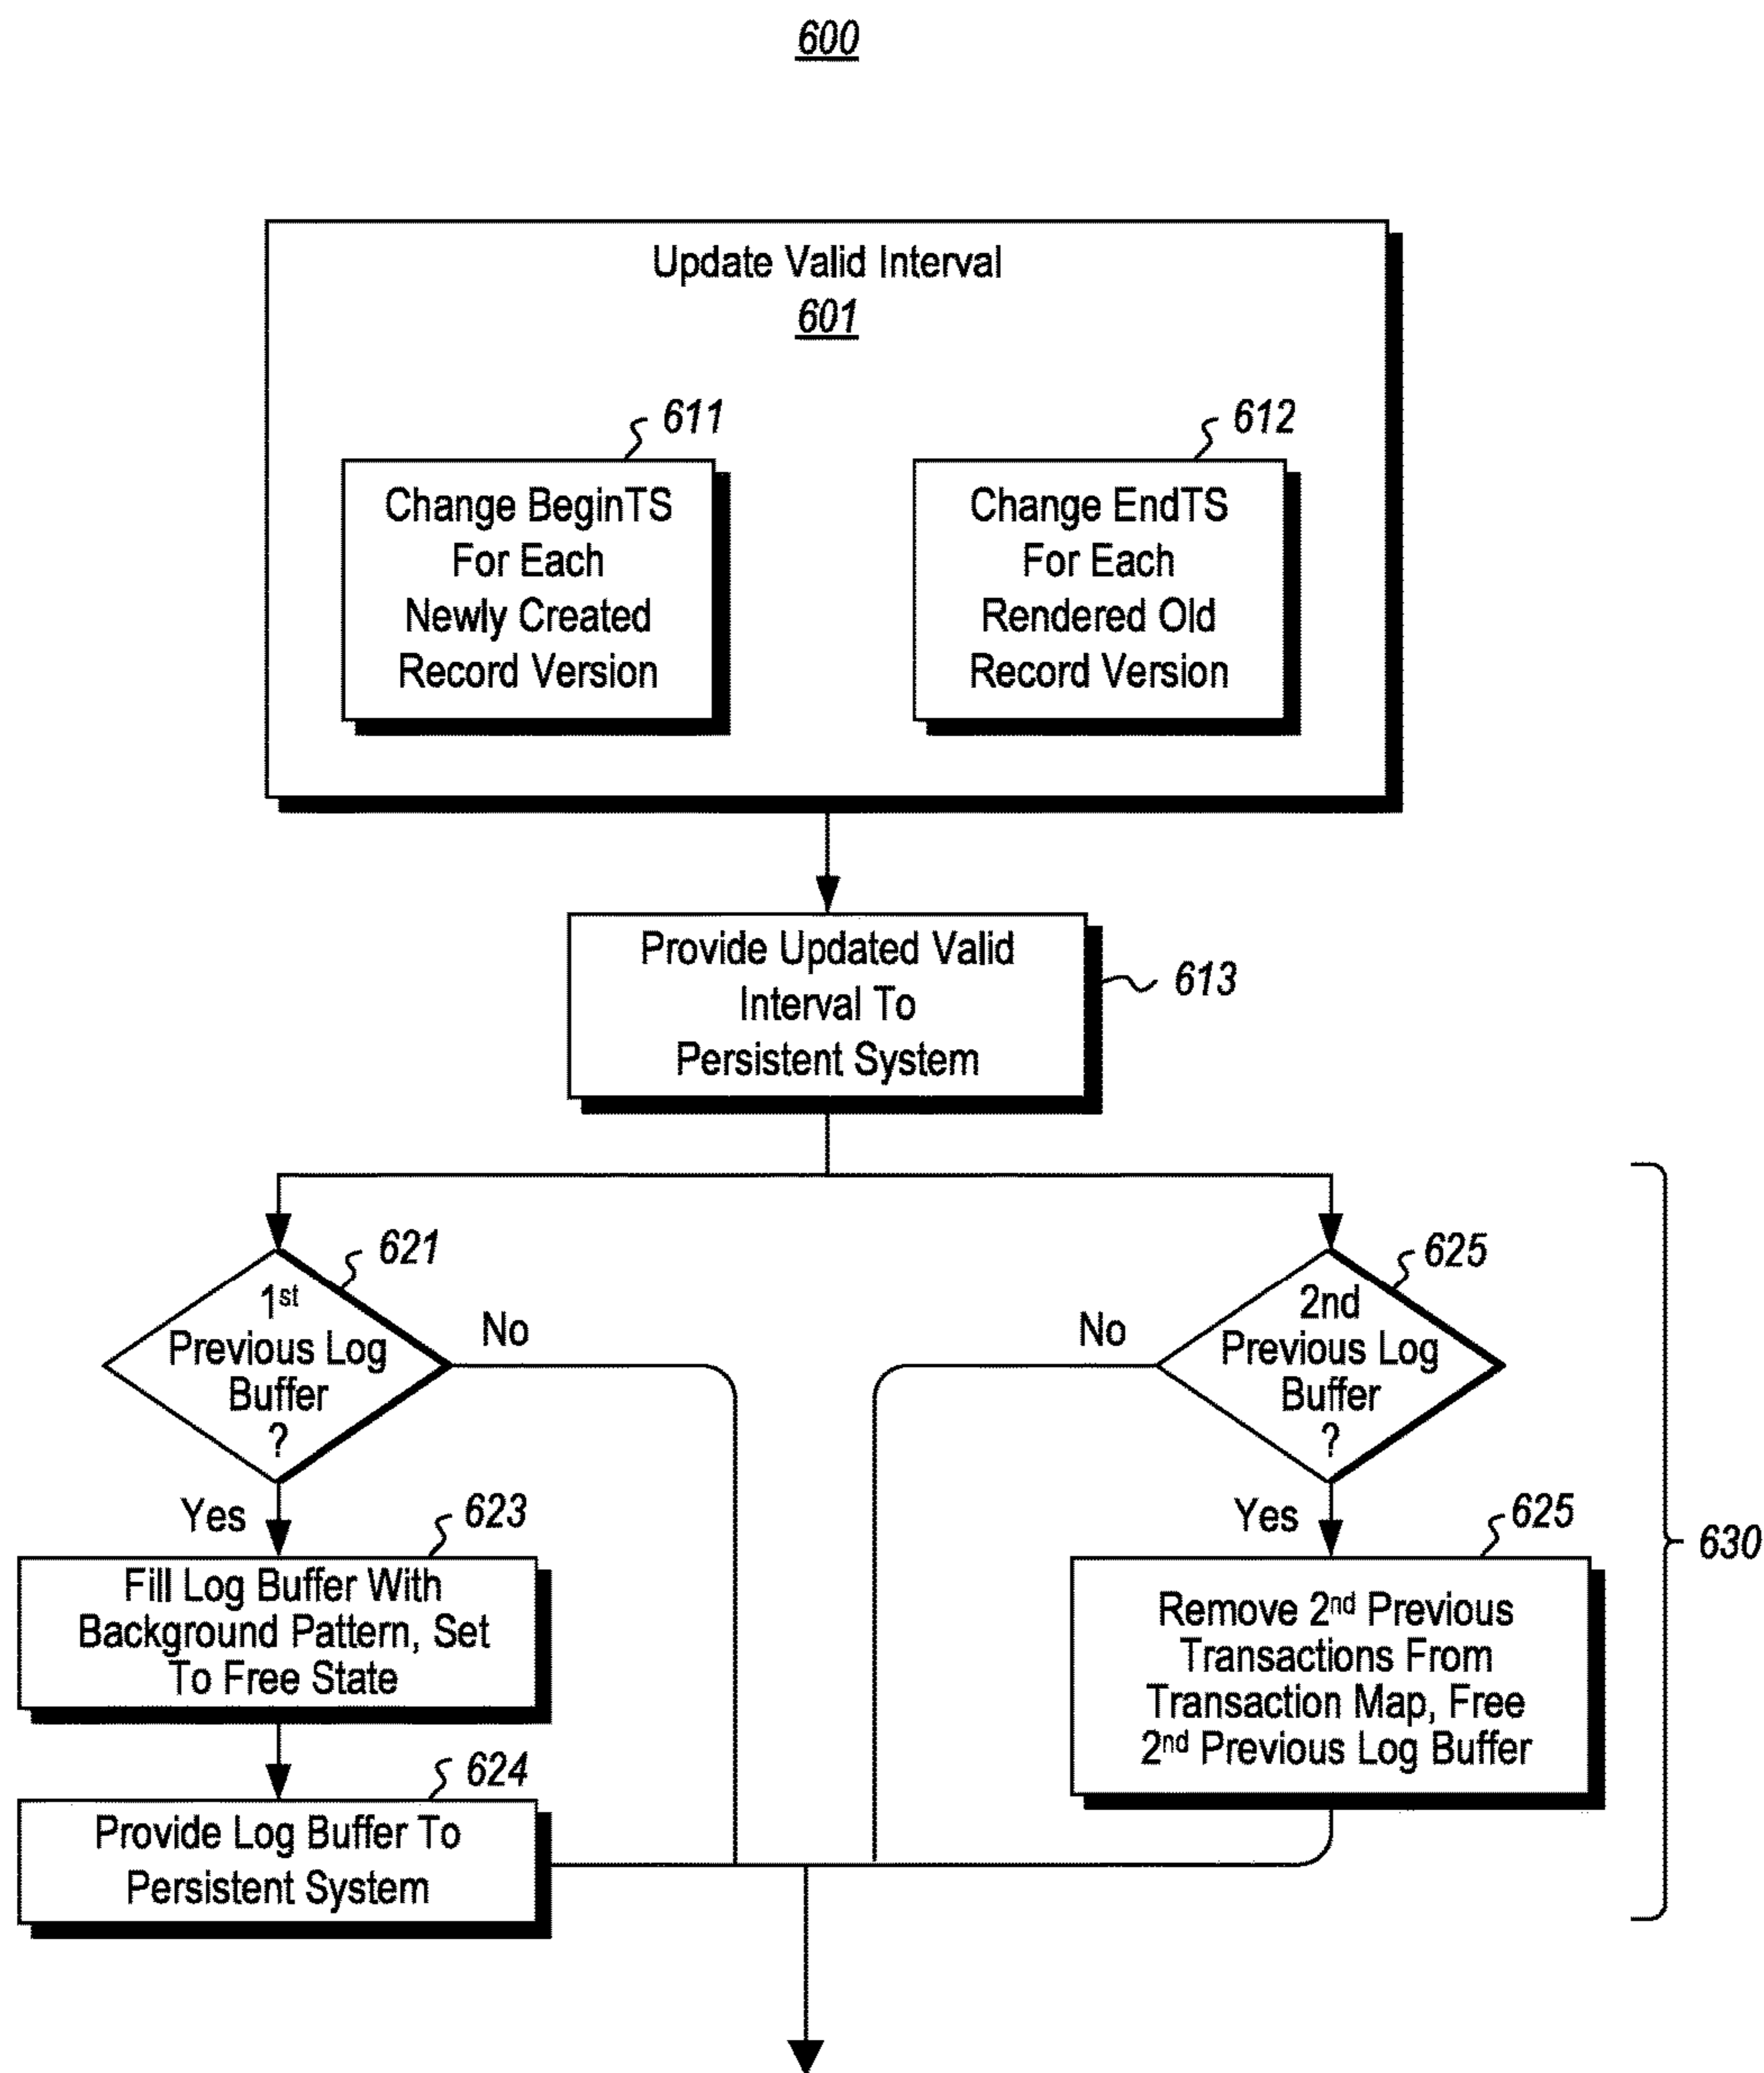 600
Update Valid Interval
601
611
Change BeginTS
For Each
Newly Created
Record Version
612
Change EndTS
For Each
Rendered Old
Record Version
Provide Updated Valid
Interval To
Persistent System
613
621
1st
Previous Log
Buffer
?
No
Yes
625
2nd
Previous Log
Buffer
?
No
Yes
623
Fill Log Buffer With
Background Pattern, Set
To Free State
625
Remove 2nd Previous
Transactions From
Transaction Map, Free
2nd Previous Log Buffer
630
624
Provide Log Buffer To
Persistent System